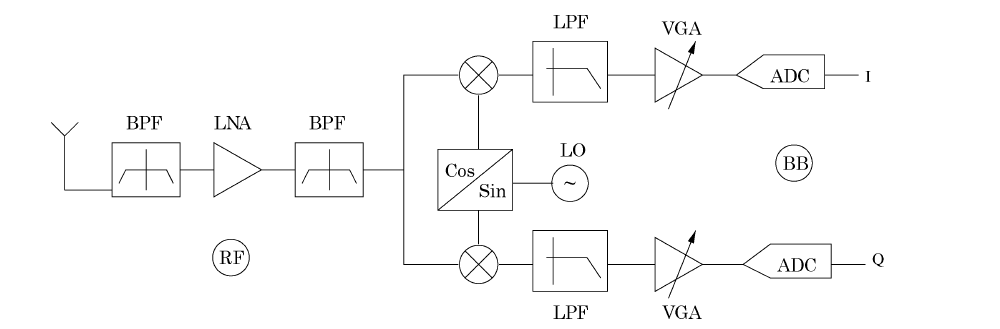 LPF
VGA
ADC
I
BPF
LNA
BPF
LO
BB
Cos
Sin
~
RF
ADC
Q
LPF
VGA